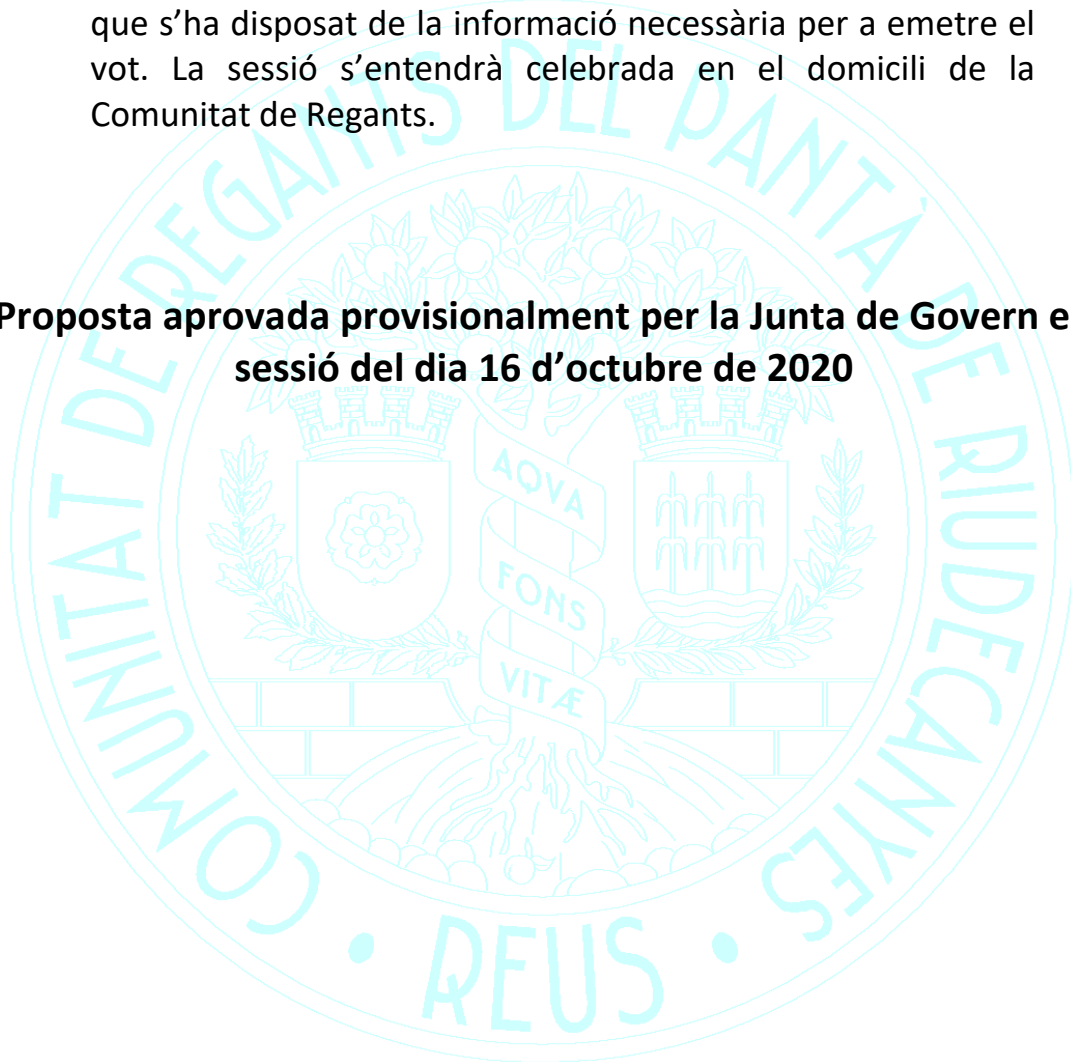 que s’ha disposat de la informació necessària per a emetre el
vot. La sessió s’entendrà celebrada en el domicili de la
Comunitat de Regants.
Proposta aprovada provisionalment per la Junta de Govern e
sessió del dia 16 d’octubre de 2020
COMUNITAT DE REGANTS DEL PANTÀ DE RIUDECANYES
• REUS •
AQVA
FONS
VITÆ